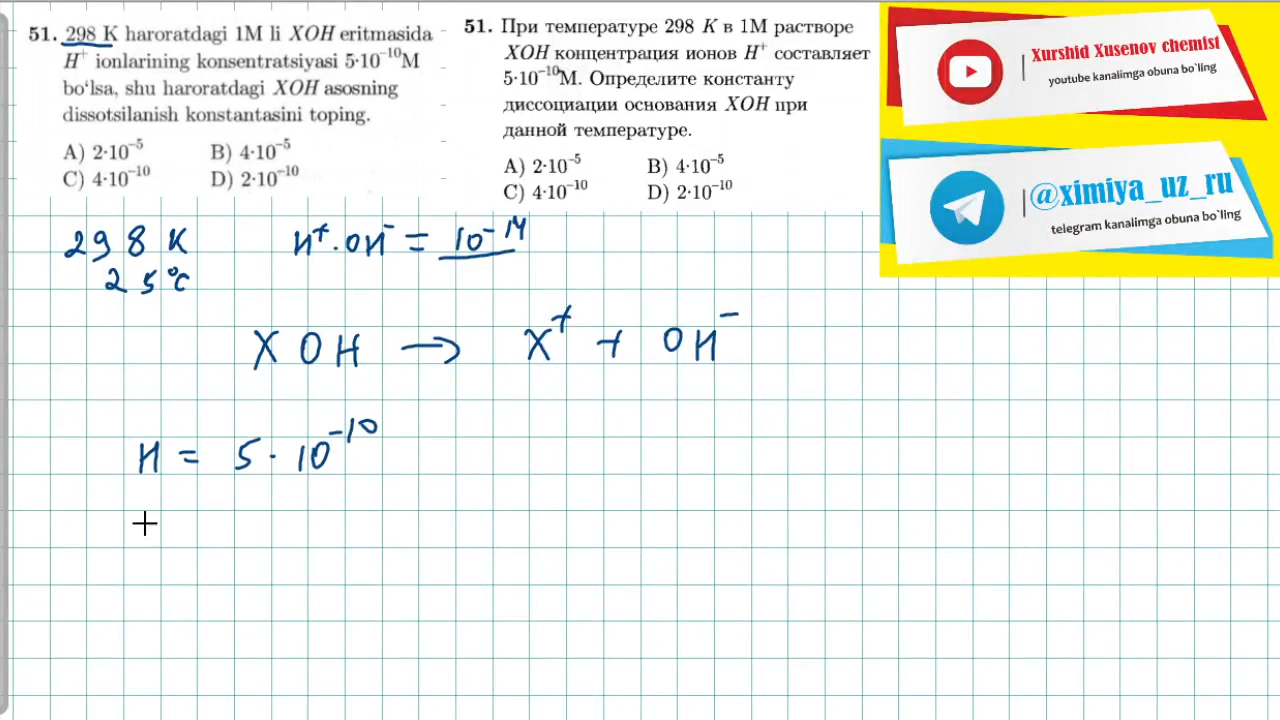 51. 298 K haroratdagi 1M li XOH eritmasida
H⁺ ionlarining konsentratsiyasi 5·10⁻¹⁰M
bo‘lsa, shu haroratdagi XOH asosning
dissotsilanish konstantasini toping.
A) 2·10⁻⁵ B) 4·10⁻⁵
C) 4·10⁻¹⁰ D) 2·10⁻¹⁰
51. При температуре 298 K в 1М растворе
XOH концентрация ионов H⁺ составляет
5·10⁻¹⁰М. Определите константу
диссоциации основания XOH при
данной температуре.
A) 2·10⁻⁵ B) 4·10⁻⁵
C) 4·10⁻¹⁰ D) 2·10⁻¹⁰
Xurshid Xusenov chemist
youtube kanalimga obuna bo`ling
@ximiya_uz_ru
telegram kanalimga obuna bo`ling
298 K H⁺·OH⁻ = 10⁻¹⁴
25°C
XOH → X⁺ + OH⁻
H = 5·10⁻¹⁰